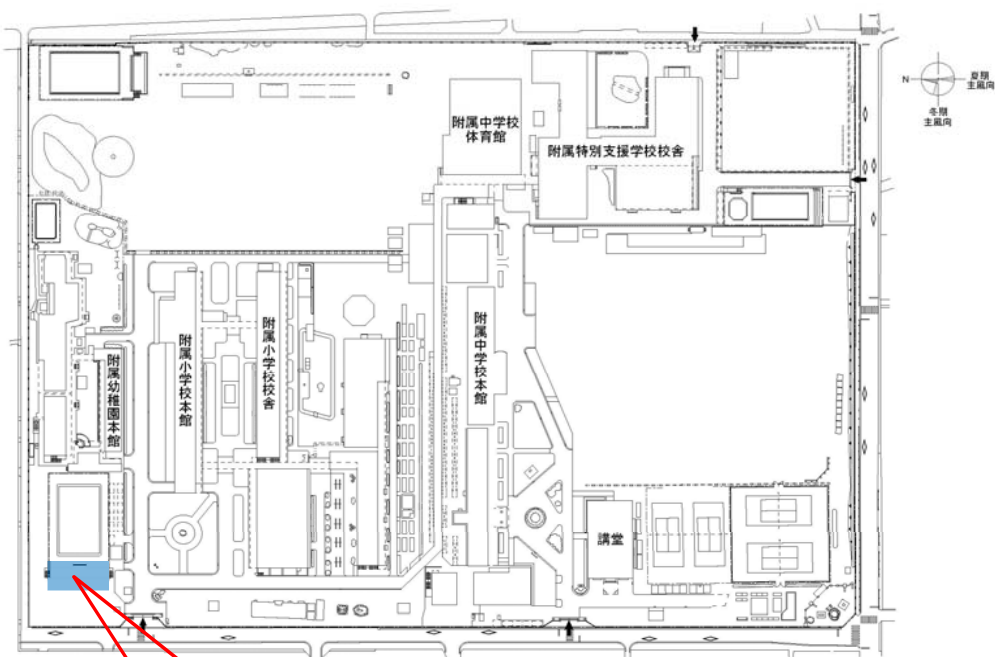 附属中学校
体育館
附属特別支援学校校舎
N
夏期
主風向
冬期
主風向
附属幼稚園本館
附属小学校本館
附属小学校校舎
附属中学校本館
講堂